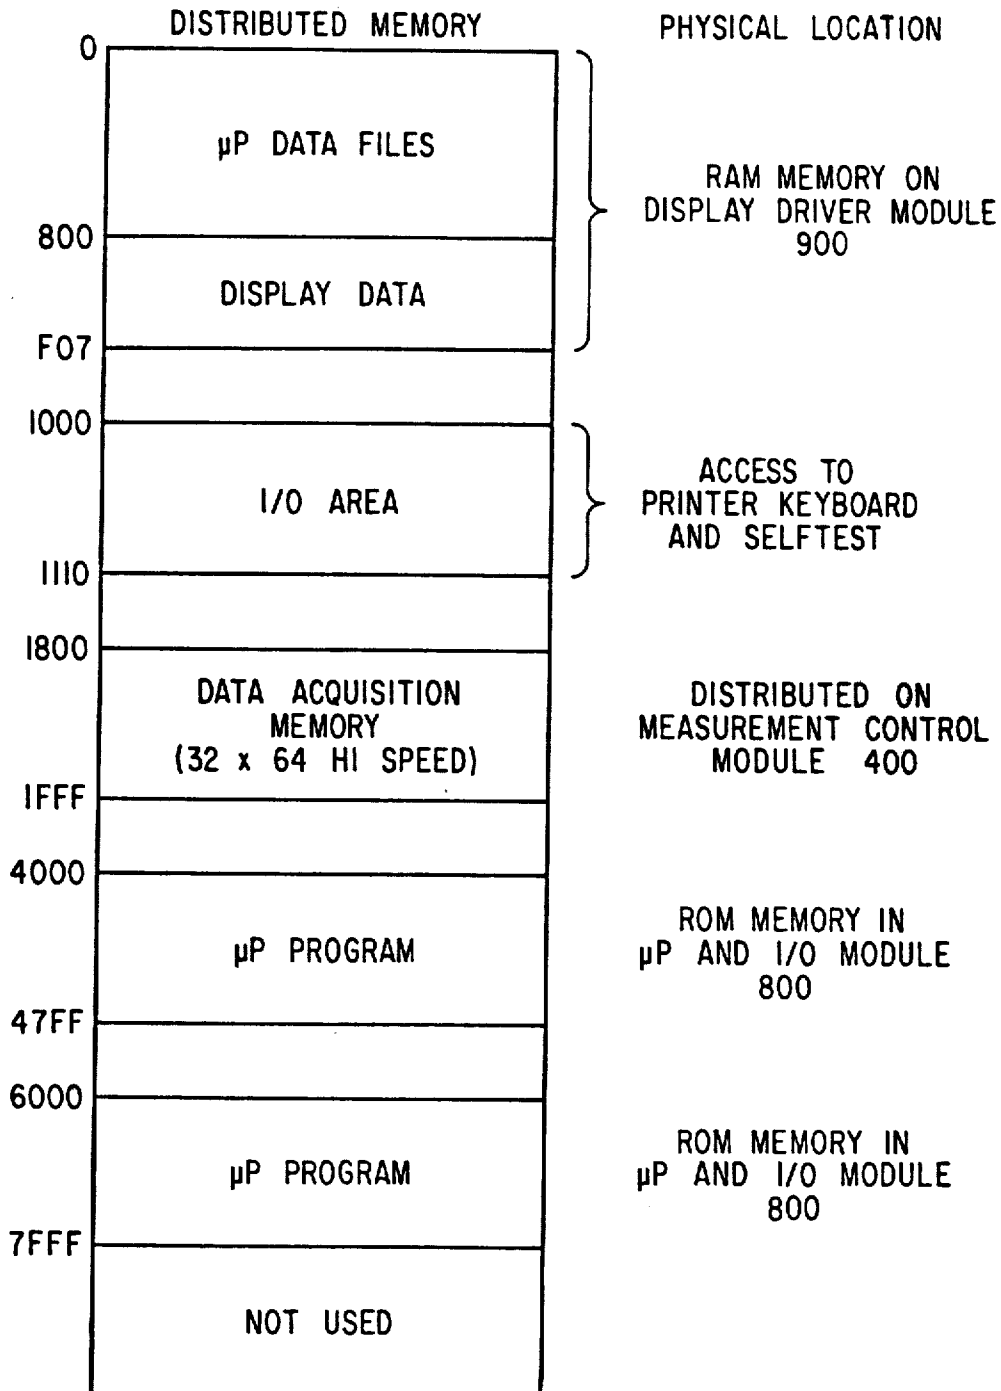 DISTRIBUTED MEMORY
PHYSICAL LOCATION
0
µP DATA FILES
RAM MEMORY ON
DISPLAY DRIVER MODULE
900
800
DISPLAY DATA
F07
1000
I/O AREA
ACCESS TO
PRINTER KEYBOARD
AND SELFTEST
1110
1800
DATA ACQUISITION
MEMORY
(32 x 64 HI SPEED)
DISTRIBUTED ON
MEASUREMENT CONTROL
MODULE 400
1FFF
4000
µP PROGRAM
ROM MEMORY IN
µP AND I/O MODULE
800
47FF
6000
µP PROGRAM
ROM MEMORY IN
µP AND I/O MODULE
800
7FFF
NOT USED